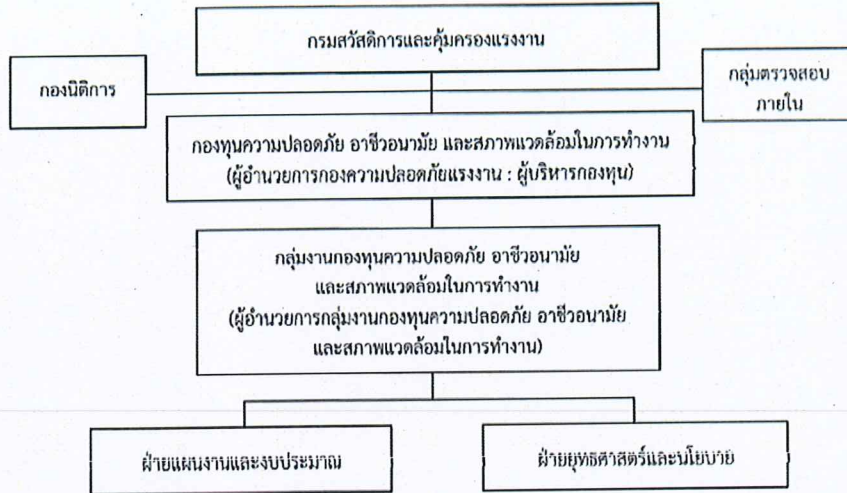 กรมสวัสดิการและคุ้มครองแรงงาน
กองนิติการ
กลุ่มตรวจสอบ
ภายใน
กองทุนความปลอดภัย อาชีวอนามัย และสภาพแวดล้อมในการทำงาน
(ผู้อำนวยการกองความปลอดภัยแรงงาน : ผู้บริหารกองทุน)
กลุ่มงานกองทุนความปลอดภัย อาชีวอนามัย
และสภาพแวดล้อมในการทำงาน
(ผู้อำนวยการกลุ่มงานกองทุนความปลอดภัย อาชีวอนามัย
และสภาพแวดล้อมในการทำงาน)
ฝ่ายแผนงานและงบประมาณ
ฝ่ายยุทธศาสตร์และนโยบาย